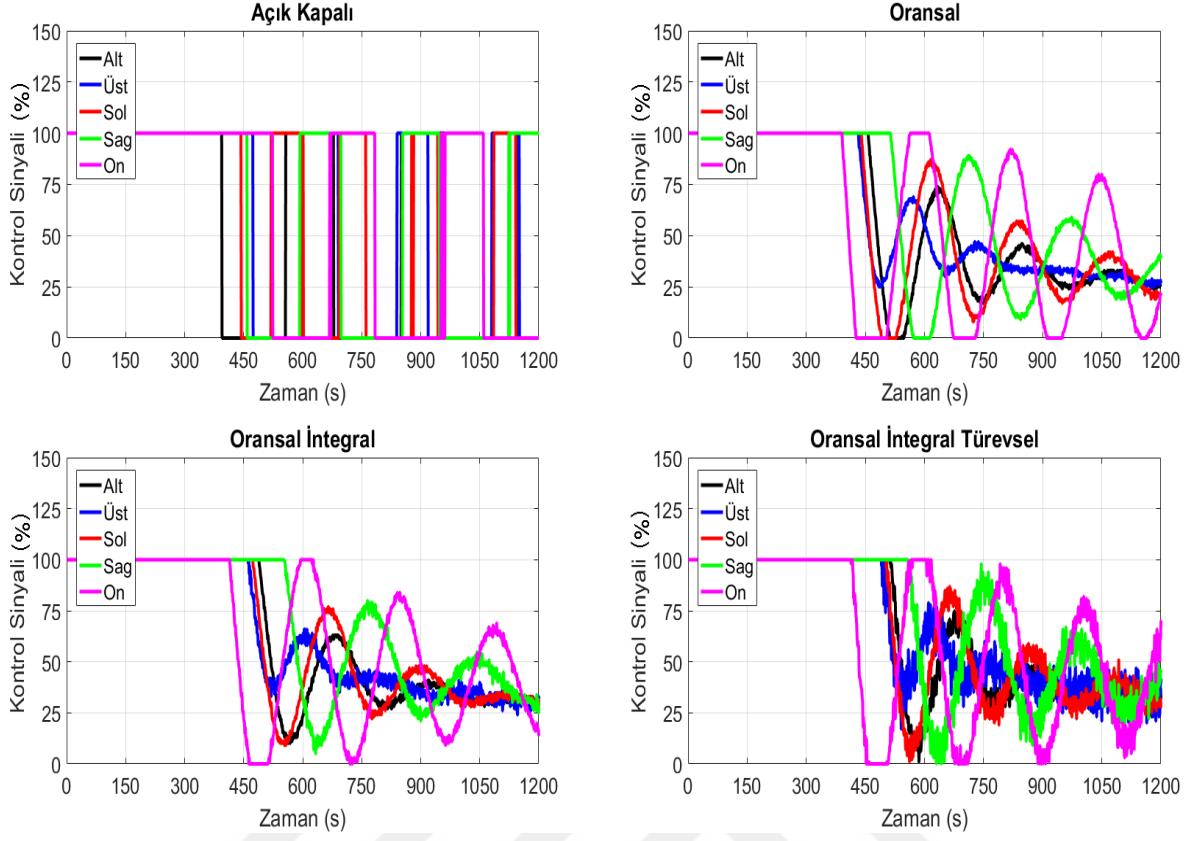 Açık Kapalı
Kontrol Sinyali (%)
150
125
100
75
50
25
0
Alt
Üst
Sol
Sag
On
0 150 300 450 600 750 900 1050 1200
Zaman (s)
Oransal
Kontrol Sinyali (%)
150
125
100
75
50
25
0
Alt
Üst
Sol
Sag
On
0 150 300 450 600 750 900 1050 1200
Zaman (s)
Oransal İntegral
Kontrol Sinyali (%)
150
125
100
75
50
25
0
Alt
Üst
Sol
Sag
On
0 150 300 450 600 750 900 1050 1200
Zaman (s)
Oransal İntegral Türevsel
Kontrol Sinyali (%)
150
125
100
75
50
25
0
Alt
Üst
Sol
Sag
On
0 150 300 450 600 750 900 1050 1200
Zaman (s)